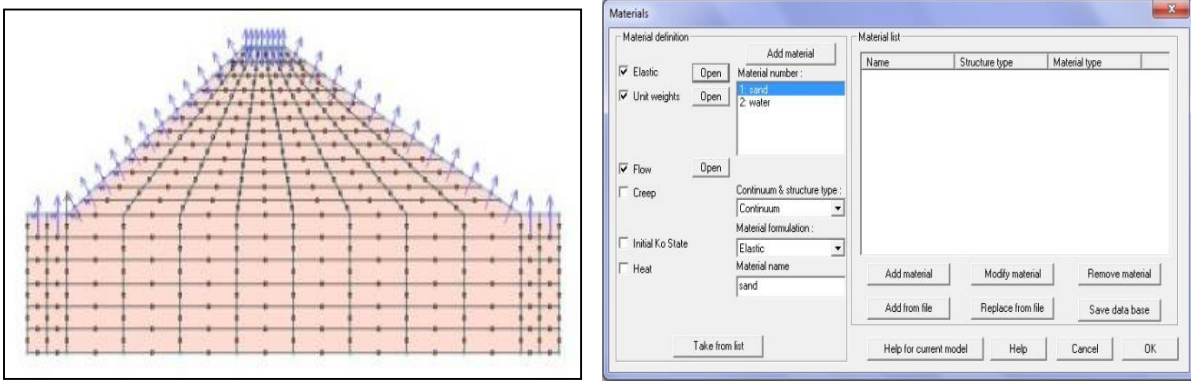 Materials
Material definition
Add material
Elastic
Open
Material number :
1: sand
2: water
Unit weights
Open
Flow
Open
Creep
Continuum & structure type :
Continuum
Material formulation :
Initial Ko State
Elastic
Heat
Material name
sand
Take from list
Material list
Name
Structure type
Material type
Add material
Modify material
Remove material
Add from file
Replace from file
Save data base
Help for current model
Help
Cancel
OK